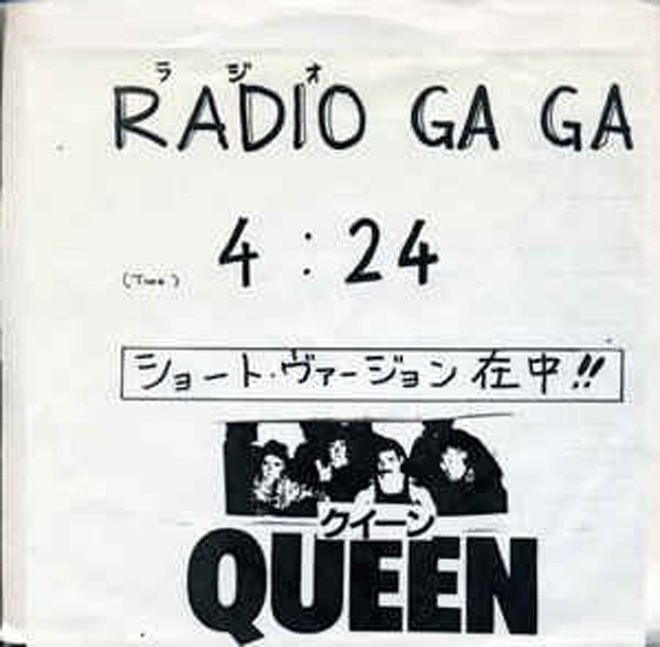 ラジオ
RADIO GA GA
(Time) 4:24
ショート・ヴァージョン在中!!
クイーン
QUEEN